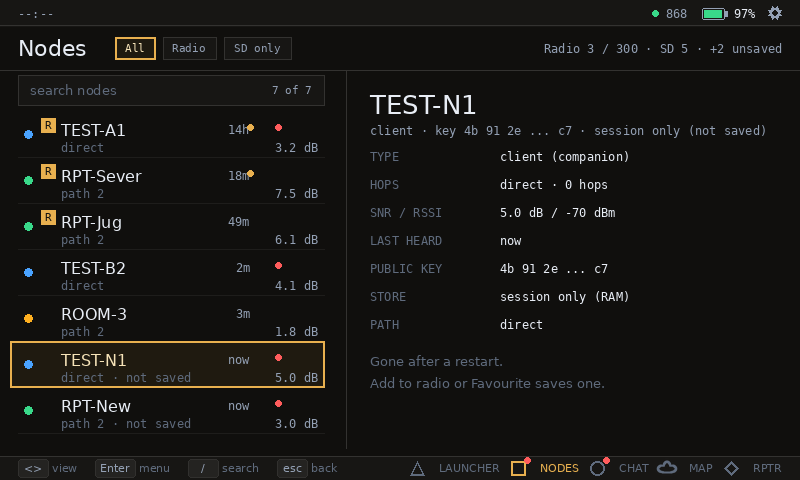 --:-- 868 97%
Nodes All Radio SD only Radio 3 / 300 · SD 5 · +2 unsaved
search nodes 7 of 7
R TEST-A1 14h
direct 3.2 dB
R RPT-Sever 18m
path 2 7.5 dB
R RPT-Jug 49m
path 2 6.1 dB
TEST-B2 2m
direct 4.1 dB
ROOM-3 3m
path 2 1.8 dB
TEST-N1 now
direct · not saved 5.0 dB
RPT-New now
path 2 · not saved 3.0 dB
TEST-N1
client · key 4b 91 2e ... c7 · session only (not saved)
TYPE client (companion)
HOPS direct · 0 hops
SNR / RSSI 5.0 dB / -70 dBm
LAST HEARD now
PUBLIC KEY 4b 91 2e ... c7
STORE session only (RAM)
PATH direct
Gone after a restart.
Add to radio or Favourite saves one.
<> view Enter menu / search esc back LAUNCHER NODES CHAT MAP RPTR